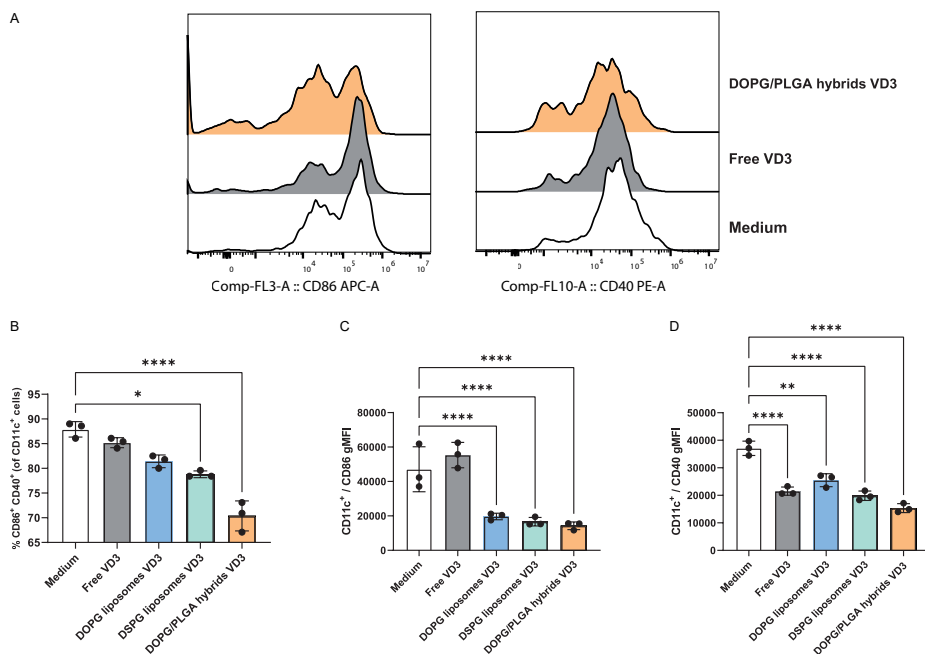 A
DOPG/PLGA hybrids VD3
Free VD3
Medium
0 10^4 10^5 10^6 10^7
0 10^4 10^5 10^6 10^7
Comp-FL3-A :: CD86 APC-A
Comp-FL10-A :: CD40 PE-A
B
% CD86+ CD40+ (of CD11c+ cells)
95
90
85
80
75
70
65
****
*
Medium
Free VD3
DOPG liposomes VD3
DSPG liposomes VD3
DOPG/PLGA hybrids VD3
C
CD11c+ / CD86 gMFI
80000
60000
40000
20000
0
****
****
****
Medium
Free VD3
DOPG liposomes VD3
DSPG liposomes VD3
DOPG/PLGA hybrids VD3
D
CD11c+ / CD40 gMFI
50000
40000
30000
20000
10000
0
****
****
**
****
Medium
Free VD3
DOPG liposomes VD3
DSPG liposomes VD3
DOPG/PLGA hybrids VD3